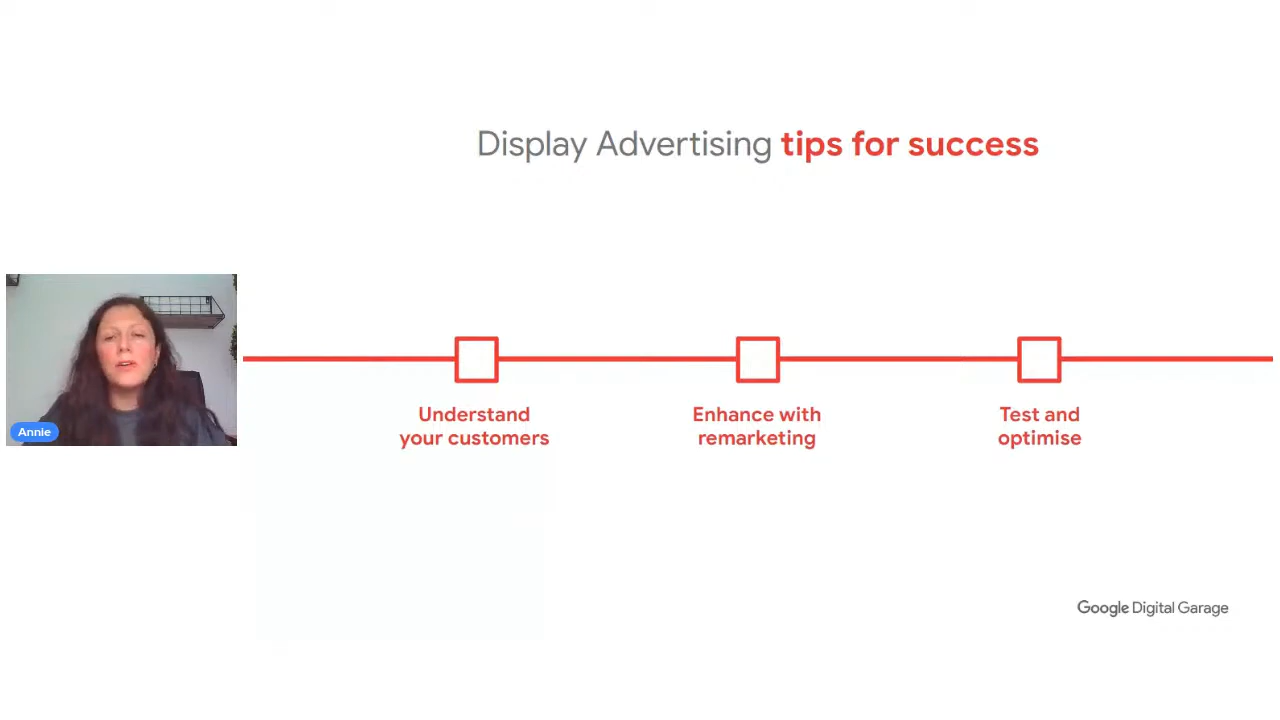 Display Advertising tips for success
Annie
Understand
your customers
Enhance with
remarketing
Test and
optimise
Google Digital Garage